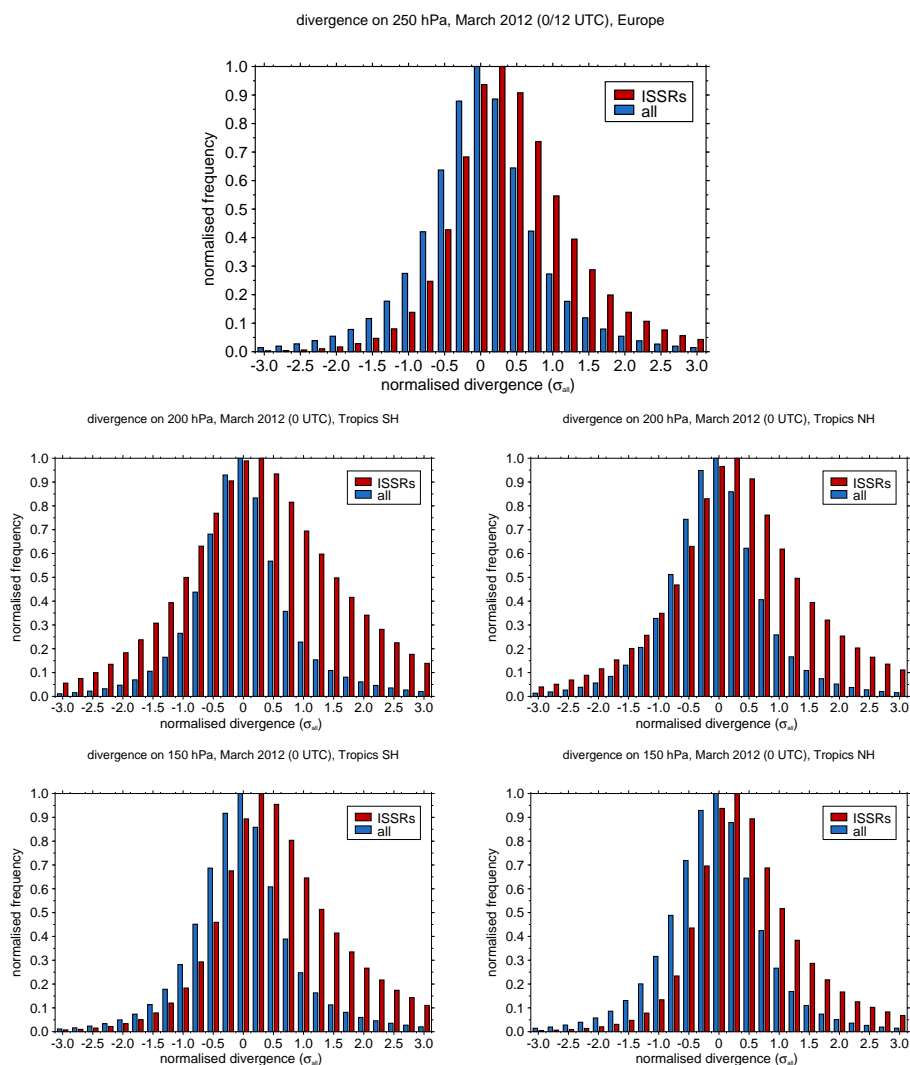 divergence on 250 hPa, March 2012 (0/12 UTC), Europe
1.0
0.9
0.8
0.7
0.6
0.5
0.4
0.3
0.2
0.1
0.0
normalised frequency
ISSRs
all
-3.0 -2.5 -2.0 -1.5 -1.0 -0.5 0 0.5 1.0 1.5 2.0 2.5 3.0
normalised divergence (σall)
divergence on 200 hPa, March 2012 (0 UTC), Tropics SH
1.0
0.9
0.8
0.7
0.6
0.5
0.4
0.3
0.2
0.1
0.0
normalised frequency
ISSRs
all
-3.0 -2.5 -2.0 -1.5 -1.0 -0.5 0 0.5 1.0 1.5 2.0 2.5 3.0
normalised divergence (σall)
divergence on 200 hPa, March 2012 (0 UTC), Tropics NH
1.0
0.9
0.8
0.7
0.6
0.5
0.4
0.3
0.2
0.1
0.0
normalised frequency
ISSRs
all
-3.0 -2.5 -2.0 -1.5 -1.0 -0.5 0 0.5 1.0 1.5 2.0 2.5 3.0
normalised divergence (σall)
divergence on 150 hPa, March 2012 (0 UTC), Tropics SH
1.0
0.9
0.8
0.7
0.6
0.5
0.4
0.3
0.2
0.1
0.0
normalised frequency
ISSRs
all
-3.0 -2.5 -2.0 -1.5 -1.0 -0.5 0 0.5 1.0 1.5 2.0 2.5 3.0
normalised divergence (σall)
divergence on 150 hPa, March 2012 (0 UTC), Tropics NH
1.0
0.9
0.8
0.7
0.6
0.5
0.4
0.3
0.2
0.1
0.0
normalised frequency
ISSRs
all
-3.0 -2.5 -2.0 -1.5 -1.0 -0.5 0 0.5 1.0 1.5 2.0 2.5 3.0
normalised divergence (σall)